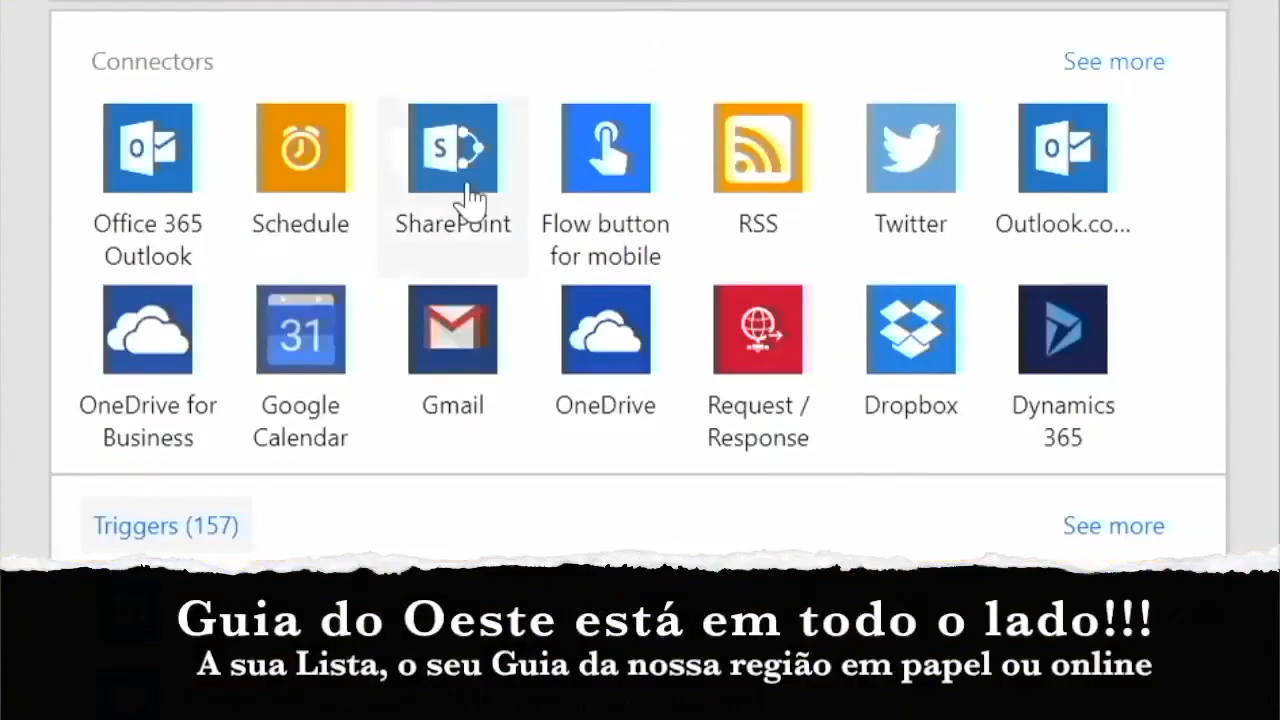 Connectors
See more
Office 365
Outlook
Schedule
SharePoint
Flow button
for mobile
RSS
Twitter
Outlook.co...
31
OneDrive for
Business
Google
Calendar
Gmail
OneDrive
Request /
Response
Dropbox
Dynamics
365
Triggers (157)
See more
Guia do Oeste está em todo o lado!!!
A sua Lista, o seu Guia da nossa região em papel ou online